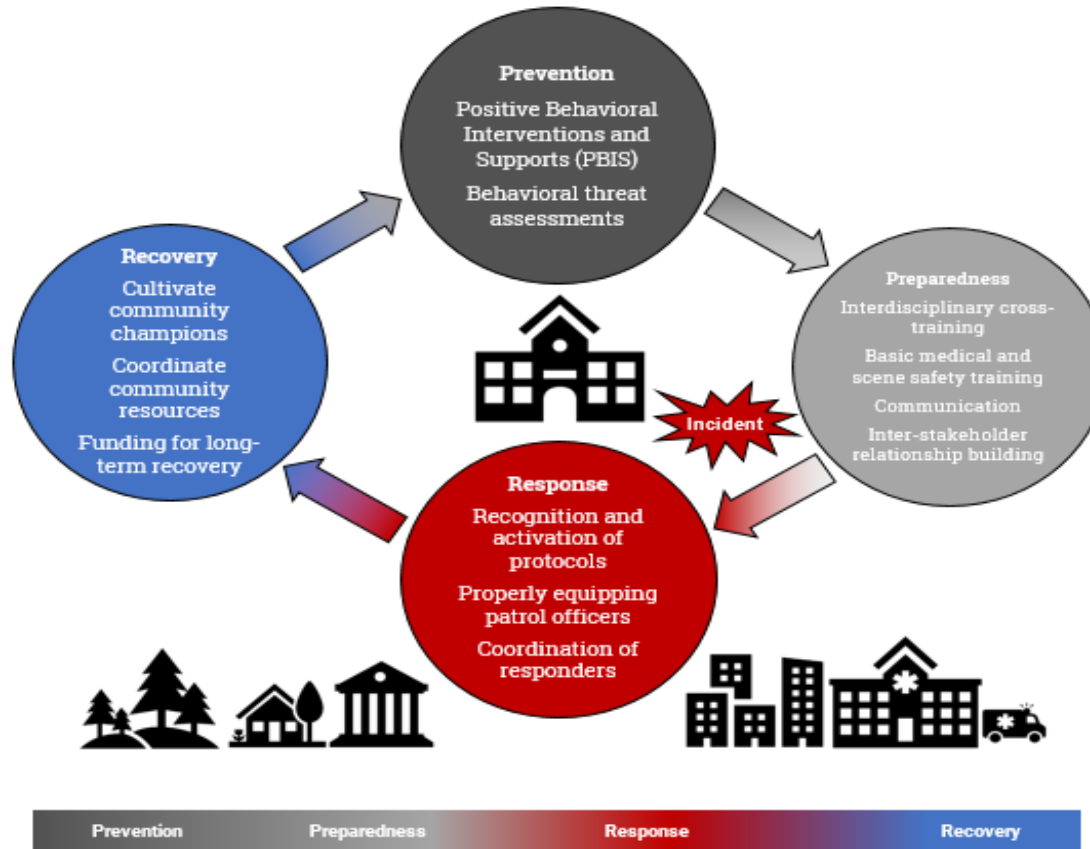 Prevention
Positive Behavioral
Interventions and
Supports (PBIS)
Behavioral threat
assessments
Recovery
Cultivate
community
champions
Coordinate
community
resources
Funding for long-
term recovery
Preparedness
Interdisciplinary cross-
training
Basic medical and
scene safety training
Communication
Inter-stakeholder
relationship building
Incident
Response
Recognition and
activation of
protocols
Properly equipping
patrol officers
Coordination of
responders
Prevention Preparedness Response Recovery